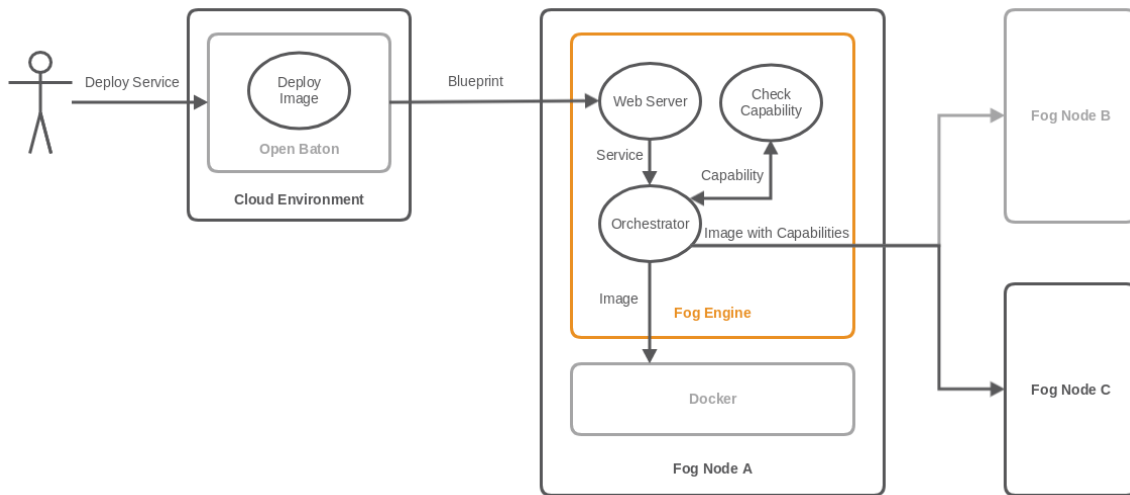 Deploy Service
Deploy
Image
Open Baton
Cloud Environment
Blueprint
Web Server
Check
Capability
Service
Capability
Orchestrator
Image with Capabilities
Image
Fog Engine
Docker
Fog Node A
Fog Node B
Fog Node C